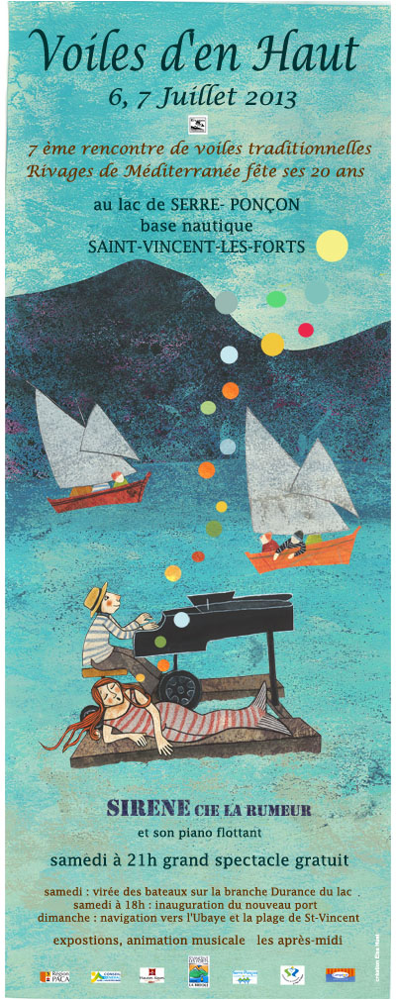 Voiles d'en Haut
6, 7 Juillet 2013
7 ème rencontre de voiles traditionnelles
Rivages de Méditerranée fête ses 20 ans
au lac de SERRE- PONÇON
base nautique
SAINT-VINCENT-LES-FORTS
SIRENE CIE LA RUMEUR
et son piano flottant
samedi à 21h grand spectacle gratuit
samedi : virée des bateaux sur la branche Durance du lac .
samedi à 18h : inauguration du nouveau port
dimanche : navigation vers l'Ubaye et la plage de St-Vincent
expostions, animation musicale les après-midi
Région
PACA